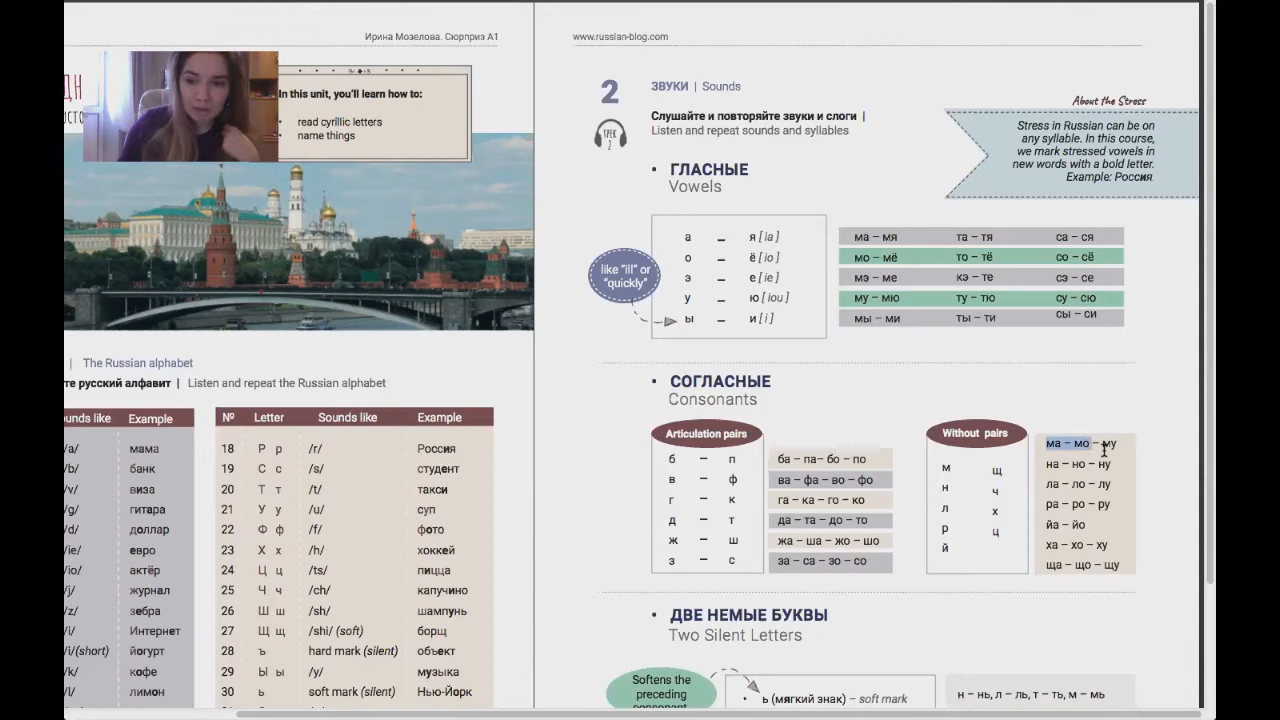 Ирина Мозелова. Сюрприз А1
In this unit, you'll learn how to:
• read cyrillic letters
• name things
| The Russian alphabet
те русский алфавит | Listen and repeat the Russian alphabet
unds like Example
/a/ мама
/b/ банк
/v/ виза
/g/ гитара
/d/ доллар
/ie/ евро
/io/ актёр
/j/ журнал
/z/ зебра
/i/ Интернет
/i/(short) йогурт
/k/ кофе
/l/ лимон
№ Letter Sounds like Example
18 Р р /r/ Россия
19 С с /s/ студент
20 Т т /t/ такси
21 У у /u/ суп
22 Ф ф /f/ фото
23 Х х /h/ хоккей
24 Ц ц /ts/ пицца
25 Ч ч /ch/ капучино
26 Ш ш /sh/ шампунь
27 Щ щ /shi/ (soft) борщ
28 ъ hard mark (silent) объект
29 Ы ы /y/ музыка
30 ь soft mark (silent) Нью-Йорк
www.russian-blog.com
2 ЗВУКИ | Sounds
ТРЕК 2
Слушайте и повторяйте звуки и слоги |
Listen and repeat sounds and syllables
About the Stress
Stress in Russian can be on
any syllable. In this course,
we mark stressed vowels in
new words with a bold letter.
Example: Россия.
• ГЛАСНЫЕ
Vowels
like "ill" or
"quickly"
а – я [ia]
о – ё [io]
э – е [ie]
у – ю [iou]
ы – и [i]
ма – мя та – тя са – ся
мо – мё то – тё со – сё
мэ – ме кэ – те сэ – се
му – мю ту – тю су – сю
мы – ми ты – ти сы – си
• СОГЛАСНЫЕ
Consonants
Articulation pairs
б – п
в – ф
г – к
д – т
ж – ш
з – с
ба – па– бо – по
ва – фа – во – фо
га – ка – го – ко
да – та – до – то
жа – ша – жо – шо
за – са – зо – со
Without pairs
м щ
н ч
л х
р ц
й
ма – мо – му
на – но – ну
ла – ло – лу
ра – ро – ру
йа – йо
ха – хо – ху
ща – що – щу
• ДВЕ НЕМЫЕ БУКВЫ
Two Silent Letters
Softens the
preceding
consonant
• ь (мягкий знак) – soft mark
н – нь, л – ль, т – ть, м – мь